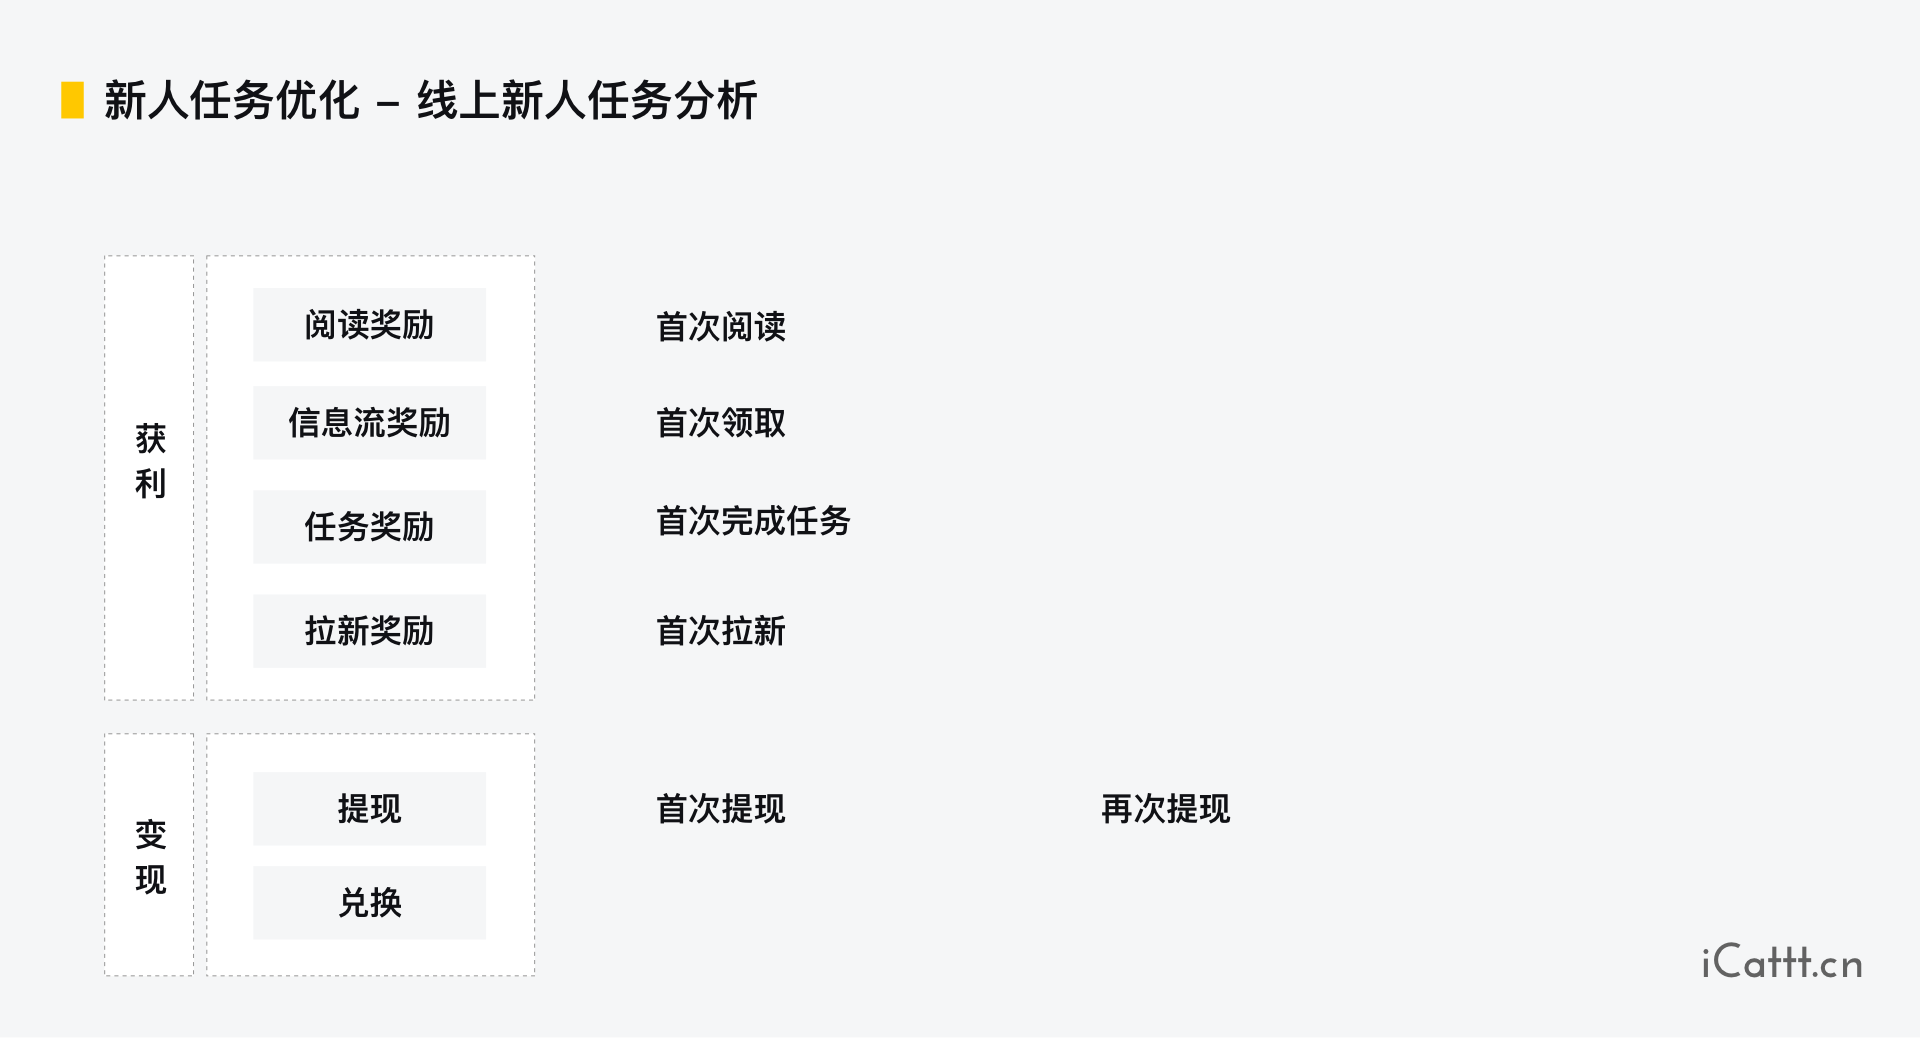 新人任务优化 – 线上新人任务分析
获利
阅读奖励
首次阅读
信息流奖励
首次领取
任务奖励
首次完成任务
拉新奖励
首次拉新
变现
提现
首次提现
再次提现
兑换
iCattt.cn